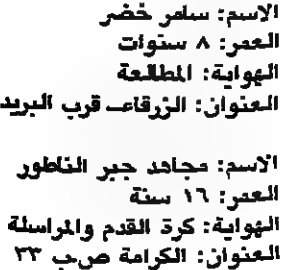 الاسم: سامر خضر
العمر: ٨ سنوات
الهواية: المطالعة
العنوان: الزرقاء۔ قرب البريد
الاسم: مجاهد جبر الناطور
العمر: ١٦ سنة
الهواية: كرة القدم والمراسلة
العنوان: الكرامة ص.ب ٣٣